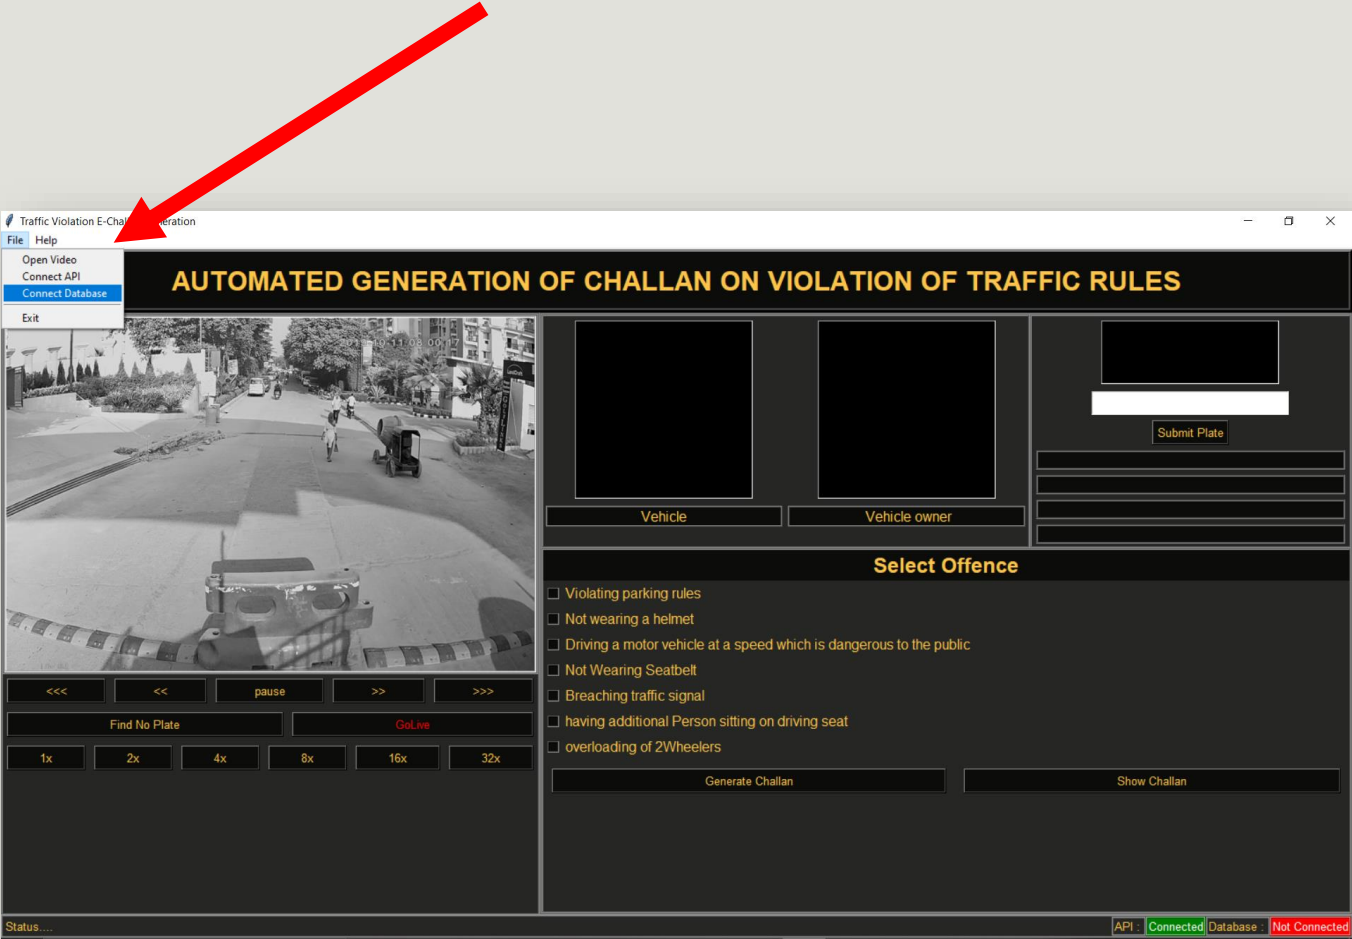 Traffic Violation E-Chal eration
File Help
Open Video
Connect API
Connect Database
Exit
AUTOMATED GENERATION OF CHALLAN ON VIOLATION OF TRAFFIC RULES
Submit Plate
Vehicle Vehicle owner
Select Offence
Violating parking rules
Not wearing a helmet
Driving a motor vehicle at a speed which is dangerous to the public
Not Wearing Seatbelt
Breaching traffic signal
having additional Person sitting on driving seat
overloading of 2Wheelers
<<< << pause >> >>>
Find No Plate GoLive
1x 2x 4x 8x 16x 32x
Generate Challan Show Challan
Status.... API : Connected Database : Not Connected